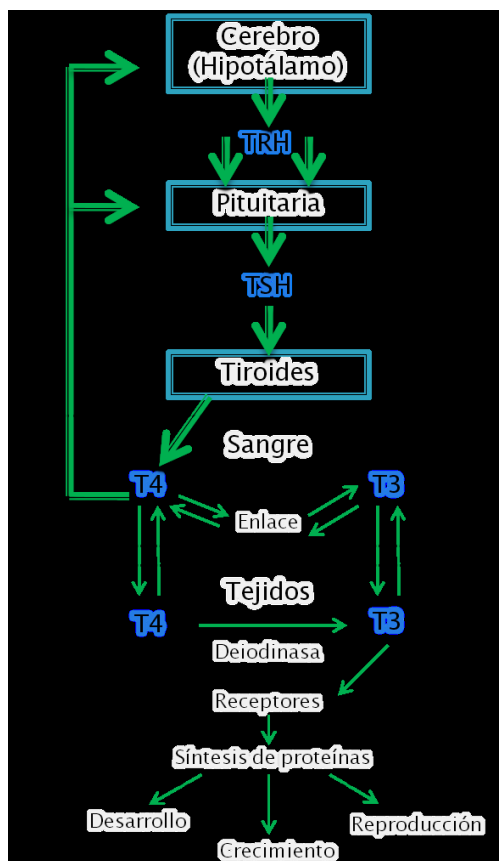 Cerebro
(Hipotálamo)
TRH
Pituitaria
TSH
Tiroides
Sangre
T4
T3
Enlace
Tejidos
T4
T3
Deiodinasa
Receptores
Síntesis de proteínas
Desarrollo
Reproducción
Crecimiento